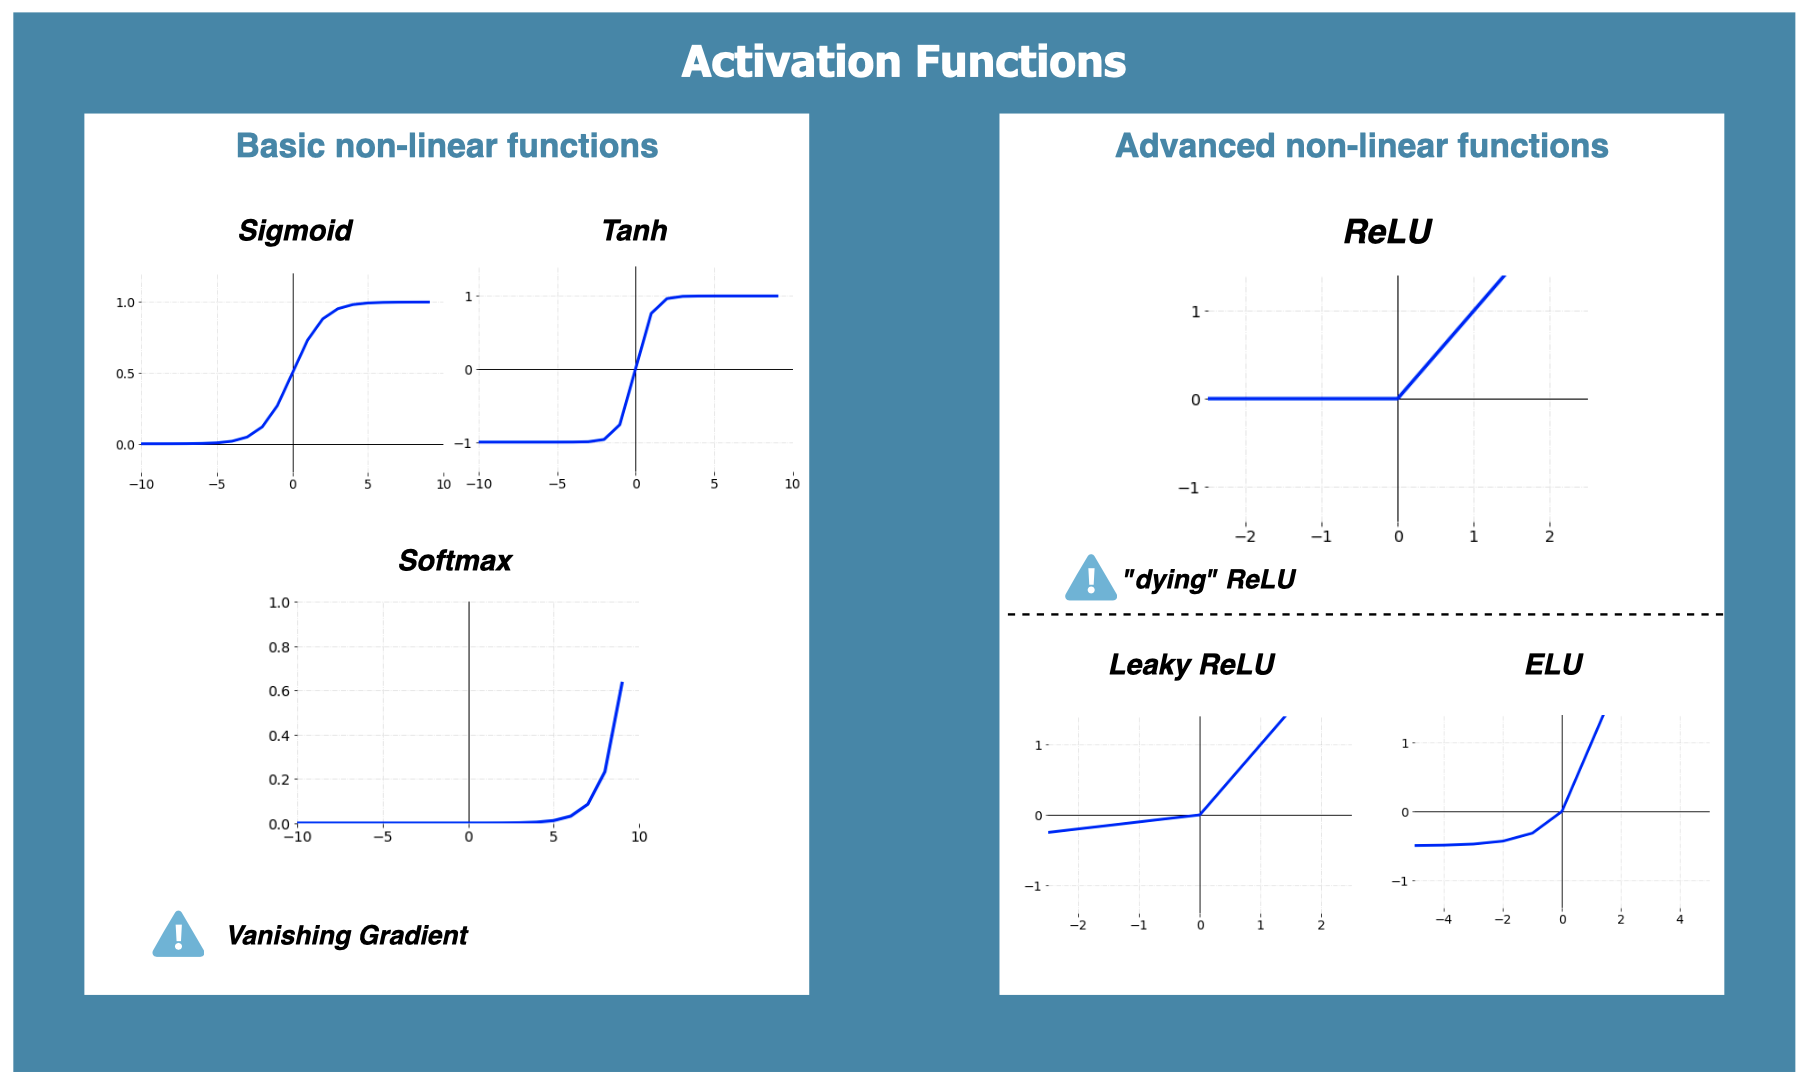 Activation Functions
Basic non-linear functions
Sigmoid
1.0
0.5
0.0
−10 −5 0 5 10
Tanh
1
0
−1
−10 −5 0 5 10
Softmax
1.0
0.8
0.6
0.4
0.2
0.0
−10 −5 0 5 10
! Vanishing Gradient
Advanced non-linear functions
ReLU
1
0
−1
−2 −1 0 1 2
! "dying" ReLU
Leaky ReLU
1
0
−1
−2 −1 0 1 2
ELU
1
0
−1
−4 −2 0 2 4